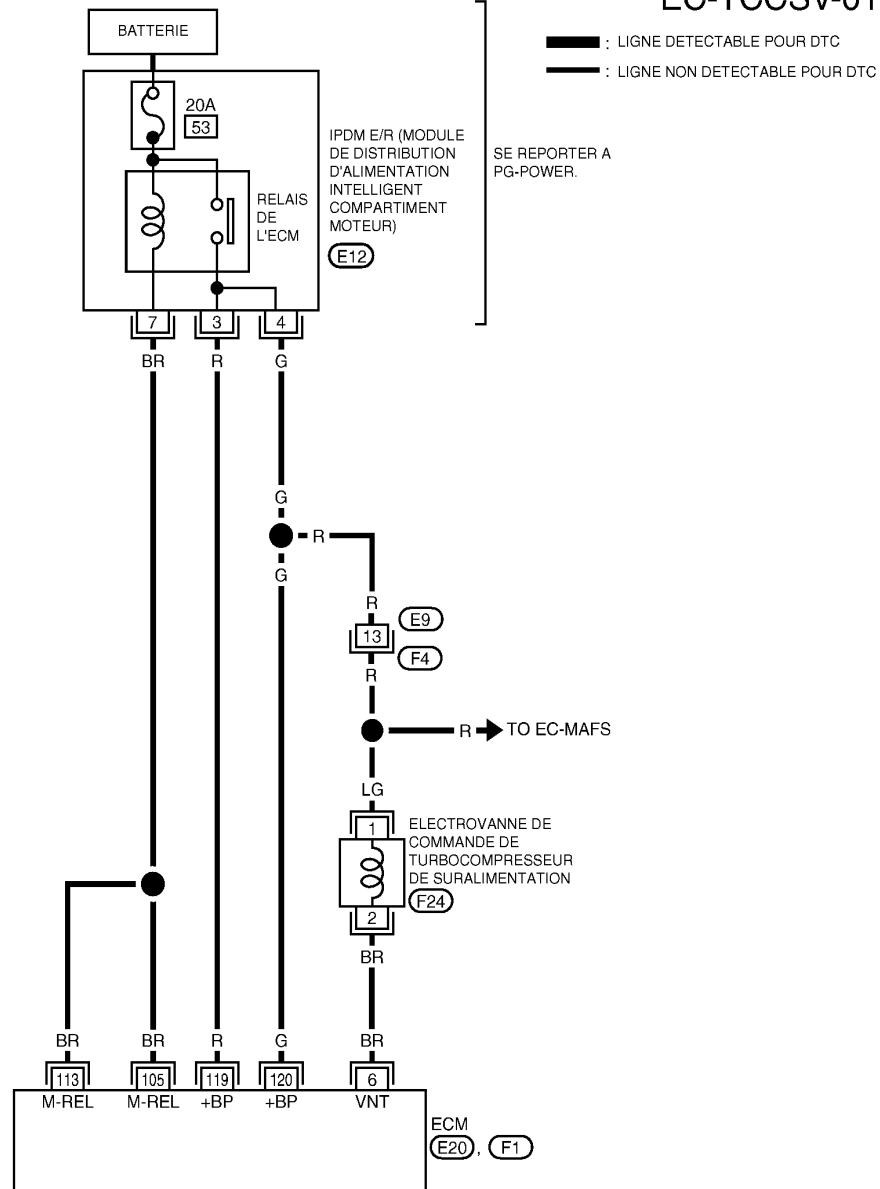 EC-TCCSV-01
BATTERIE
: LIGNE DETECTABLE POUR DTC
: LIGNE NON DETECTABLE POUR DTC
20A
53
IPDM E/R (MODULE
DE DISTRIBUTION
D'ALIMENTATION
INTELLIGENT
COMPARTIMENT
MOTEUR)
E12
SE REPORTER A
PG-POWER.
RELAIS
DE
L'ECM
7 3 4
BR R G
G
R
G
R
13
E9
F4
R
R TO EC-MAFS
LG
1
ELECTROVANNE DE
COMMANDE DE
TURBOCOMPRESSEUR
DE SURALIMENTATION
F24
2
BR
BR BR R G BR
113 105 119 120 6
M-REL M-REL +BP +BP VNT
ECM
E20 , F1